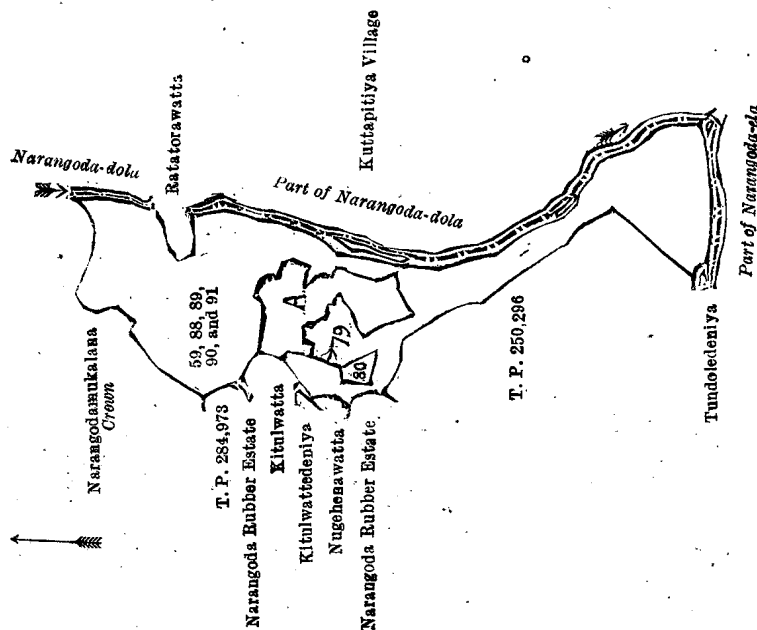 Narangoda-dola
Ratatorawatta
Part of Narangoda-dola
Kuttapitiya Village
Narangodamukalana
Crown
59, 88, 89,
90, and 91
T. P. 284,973
Narangoda Rubber Estate
Kitulwatta
Kitulwattedeniya
Nugehenawatta
Narangoda Rubber Estate
A
79
80
T. P. 250,296
Tundoledeniya
Part of Narangoda-ela